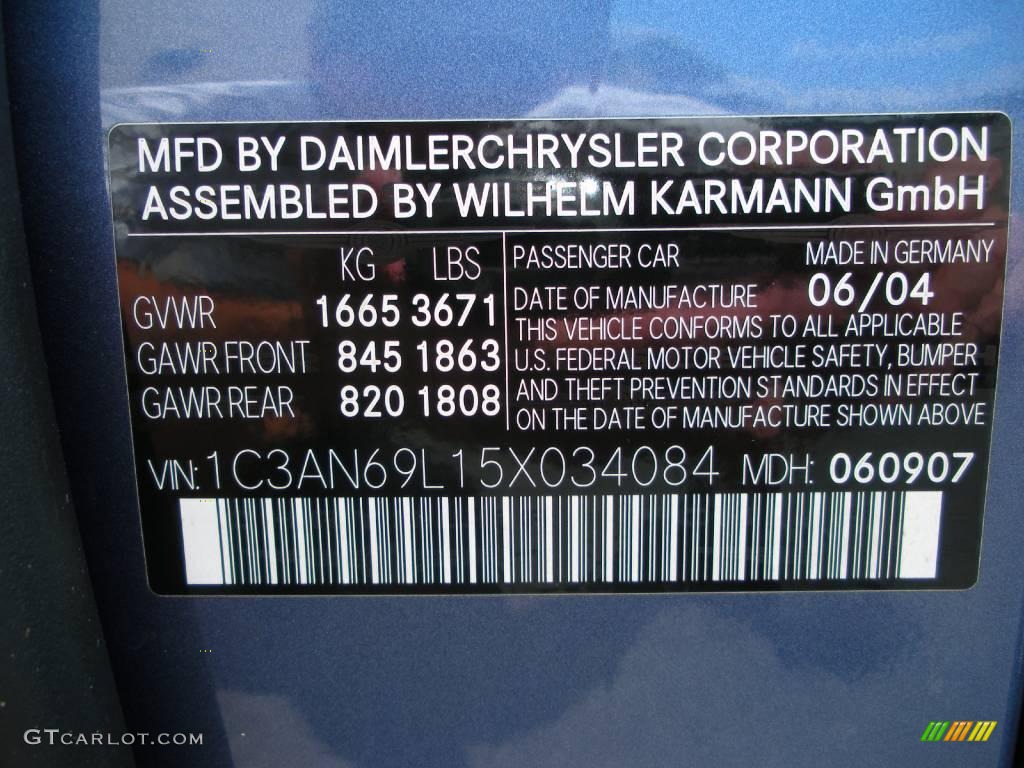 MFD BY DAIMLERCHRYSLER CORPORATION
ASSEMBLED BY WILHELM KARMANN GmbH
KG LBS
GVWR 1665 3671
GAWR FRONT 845 1863
GAWR REAR 820 1808
PASSENGER CAR MADE IN GERMANY
DATE OF MANUFACTURE 06/04
THIS VEHICLE CONFORMS TO ALL APPLICABLE
U.S. FEDERAL MOTOR VEHICLE SAFETY, BUMPER
AND THEFT PREVENTION STANDARDS IN EFFECT
ON THE DATE OF MANUFACTURE SHOWN ABOVE
VIN: 1C3AN69L15X034084 MDH: 060907
GTCARLOT.COM